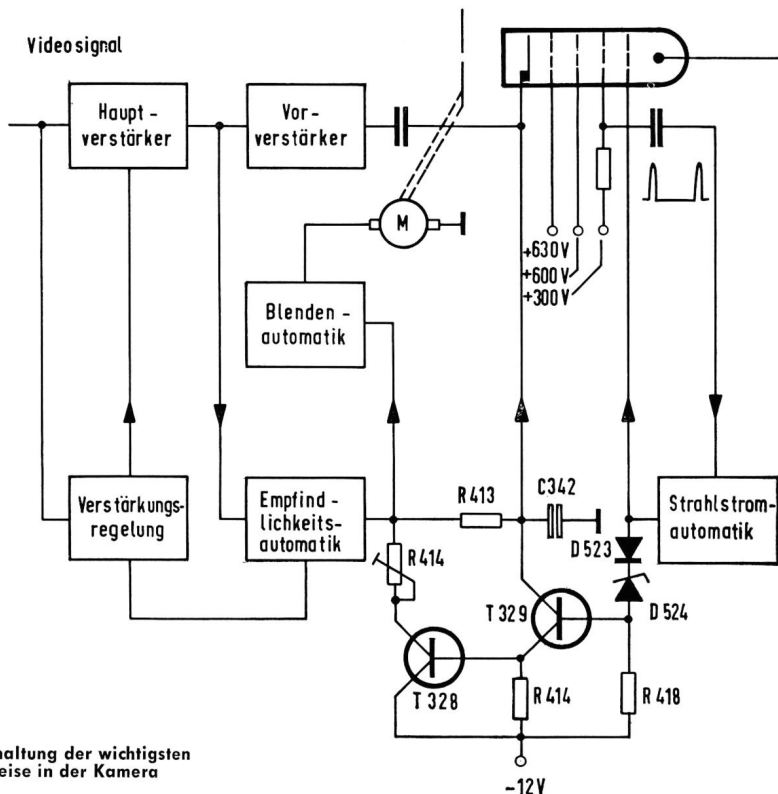 Videosignal
Haupt-
verstärker
Vor-
verstärker
M
+630V
+600V
+300V
Blenden-
automatik
Verstärkungs-
regelung
Empfind-
lichkeits-
automatik
R413
C342
Strahlstrom-
automatik
R414
D523
T329
D524
T328
R414
R418
-12V
haltung der wichtigsten
eise in der Kamera